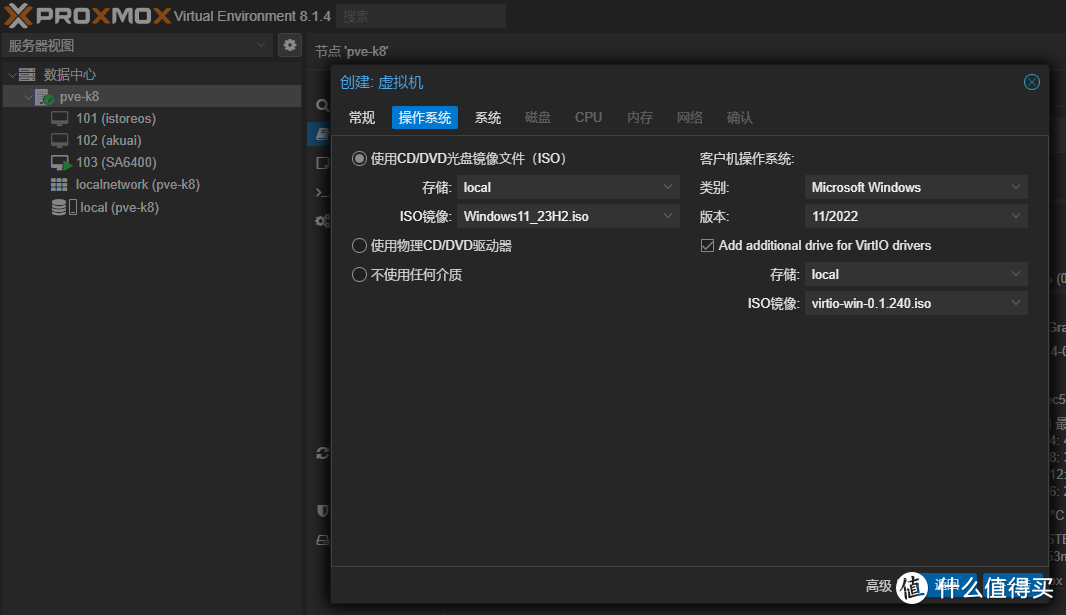 PROXMOX Virtual Environment 8.1.4 搜索
服务器视图
节点 'pve-k8'
数据中心
pve-k8
101 (istoreos)
102 (akuai)
103 (SA6400)
localnetwork (pve-k8)
local (pve-k8)
创建: 虚拟机
常规 操作系统 系统 磁盘 CPU 内存 网络 确认
使用CD/DVD光盘镜像文件（ISO）
存储: local
ISO镜像: Windows11_23H2.iso
使用物理CD/DVD驱动器
不使用任何介质
客户机操作系统:
类别: Microsoft Windows
版本: 11/2022
Add additional drive for VirtIO drivers
存储: local
ISO镜像: virtio-win-0.1.240.iso
高级
值 什么值得买